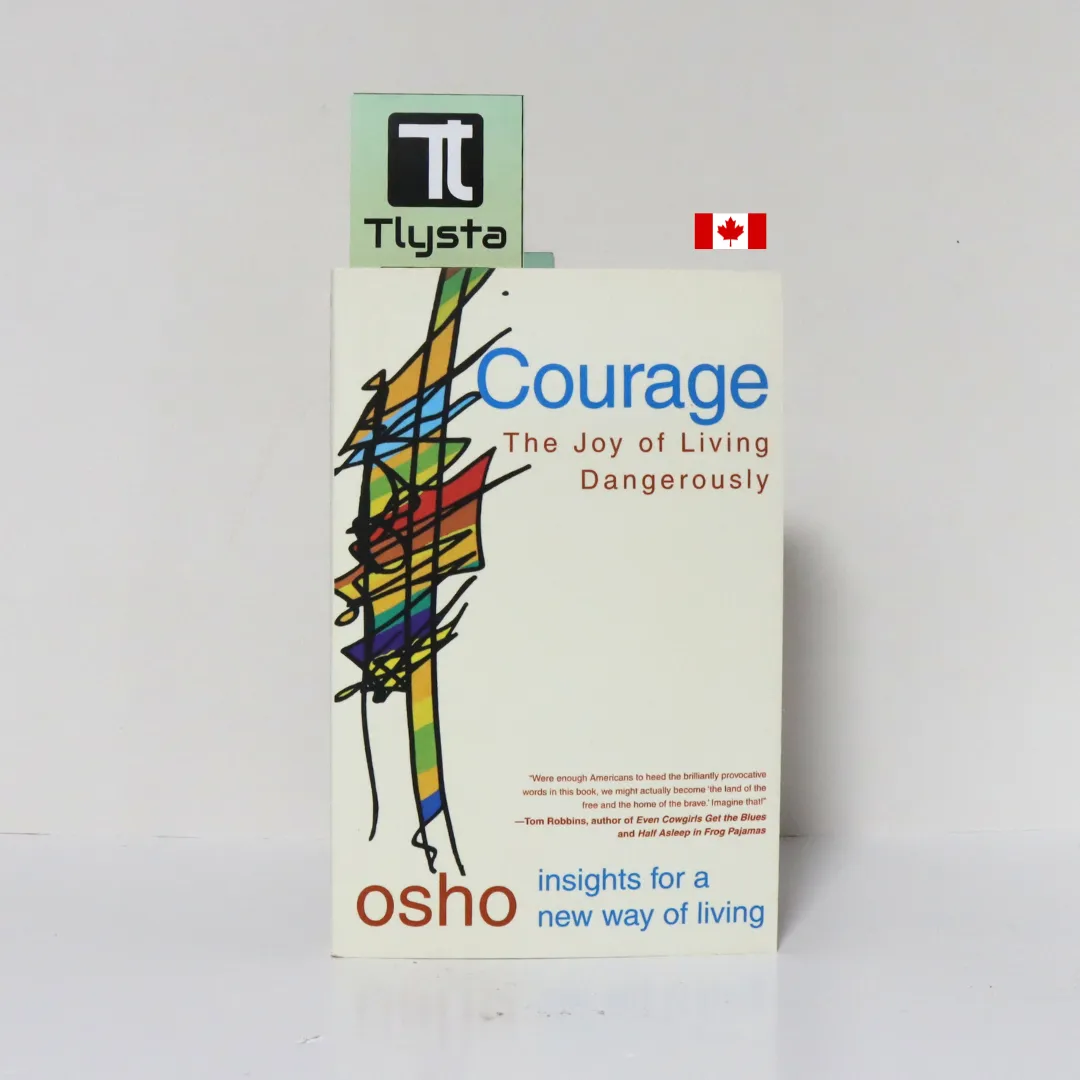 Tt
Tlysta
Courage
The Joy of Living
Dangerously
"Were enough Americans to heed the brilliantly provocative
words in this book, we might actually become 'the land of the
free and the home of the brave.' Imagine that!"
—Tom Robbins, author of Even Cowgirls Get the Blues
and Half Asleep in Frog Pajamas
osho
insights for a
new way of living